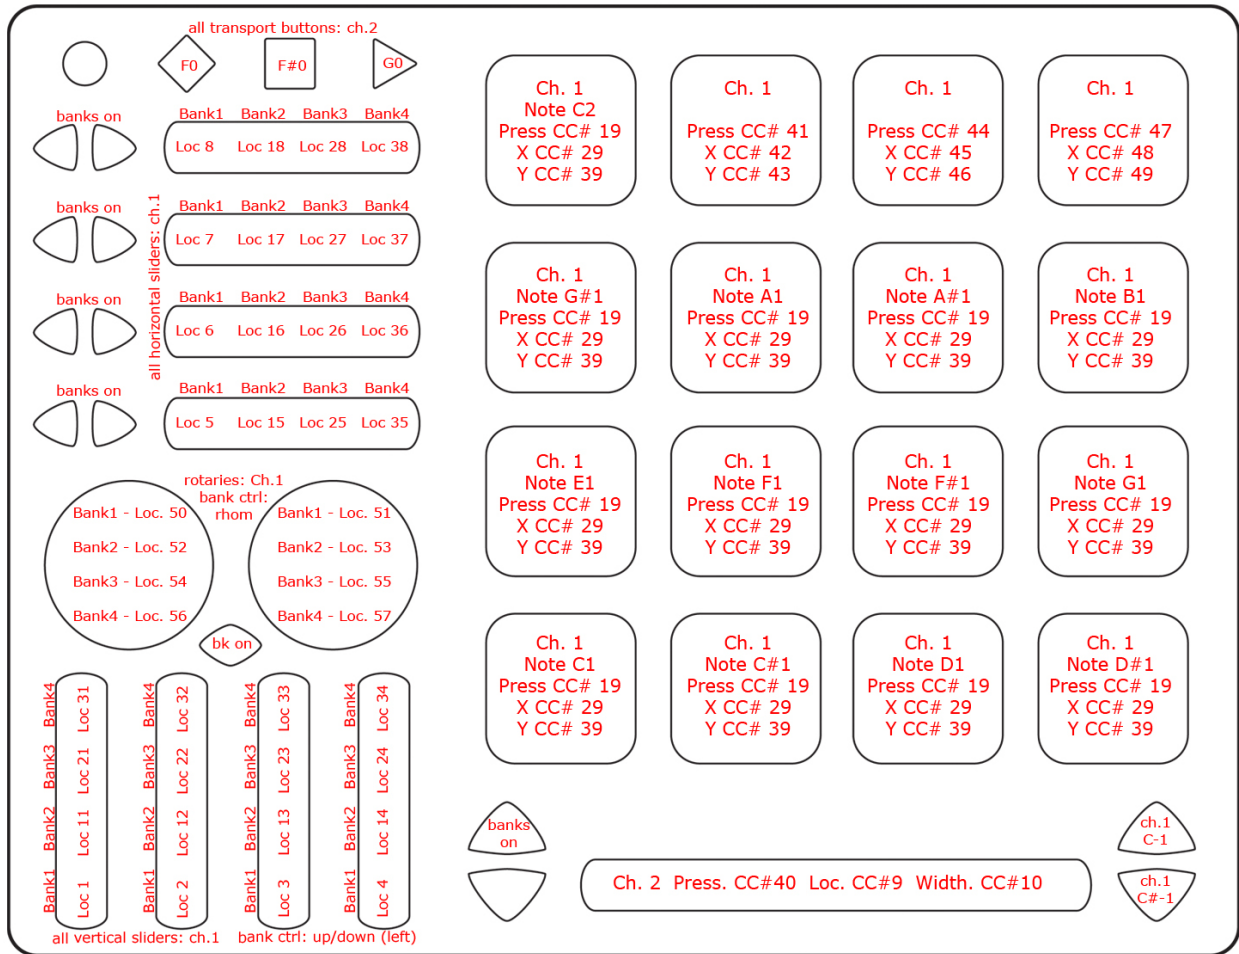 all transport buttons: ch.2
F0
F#0
G0
banks on
Bank1 Bank2 Bank3 Bank4
Loc 8 Loc 18 Loc 28 Loc 38
banks on
Bank1 Bank2 Bank3 Bank4
Loc 7 Loc 17 Loc 27 Loc 37
all horizontal sliders: ch.1
banks on
Bank1 Bank2 Bank3 Bank4
Loc 6 Loc 16 Loc 26 Loc 36
banks on
Bank1 Bank2 Bank3 Bank4
Loc 5 Loc 15 Loc 25 Loc 35
rotaries: Ch.1
bank ctrl:
rhom
Bank1 - Loc. 50
Bank2 - Loc. 52
Bank3 - Loc. 54
Bank4 - Loc. 56
Bank1 - Loc. 51
Bank2 - Loc. 53
Bank3 - Loc. 55
Bank4 - Loc. 57
bk on
Bank1 Bank2 Bank3 Bank4
Loc 1 Loc 11 Loc 21 Loc 31
Bank1 Bank2 Bank3 Bank4
Loc 2 Loc 12 Loc 22 Loc 32
Bank1 Bank2 Bank3 Bank4
Loc 3 Loc 13 Loc 23 Loc 33
Bank1 Bank2 Bank3 Bank4
Loc 4 Loc 14 Loc 24 Loc 34
all vertical sliders: ch.1
bank ctrl: up/down (left)
Ch. 1
Note C2
Press CC# 19
X CC# 29
Y CC# 39
Ch. 1
Press CC# 41
X CC# 42
Y CC# 43
Ch. 1
Press CC# 44
X CC# 45
Y CC# 46
Ch. 1
Press CC# 47
X CC# 48
Y CC# 49
Ch. 1
Note G#1
Press CC# 19
X CC# 29
Y CC# 39
Ch. 1
Note A1
Press CC# 19
X CC# 29
Y CC# 39
Ch. 1
Note A#1
Press CC# 19
X CC# 29
Y CC# 39
Ch. 1
Note B1
Press CC# 19
X CC# 29
Y CC# 39
Ch. 1
Note E1
Press CC# 19
X CC# 29
Y CC# 39
Ch. 1
Note F1
Press CC# 19
X CC# 29
Y CC# 39
Ch. 1
Note F#1
Press CC# 19
X CC# 29
Y CC# 39
Ch. 1
Note G1
Press CC# 19
X CC# 29
Y CC# 39
Ch. 1
Note C1
Press CC# 19
X CC# 29
Y CC# 39
Ch. 1
Note C#1
Press CC# 19
X CC# 29
Y CC# 39
Ch. 1
Note D1
Press CC# 19
X CC# 29
Y CC# 39
Ch. 1
Note D#1
Press CC# 19
X CC# 29
Y CC# 39
banks
on
Ch. 2 Press. CC#40 Loc. CC#9 Width. CC#10
ch.1
C-1
ch.1
C#-1